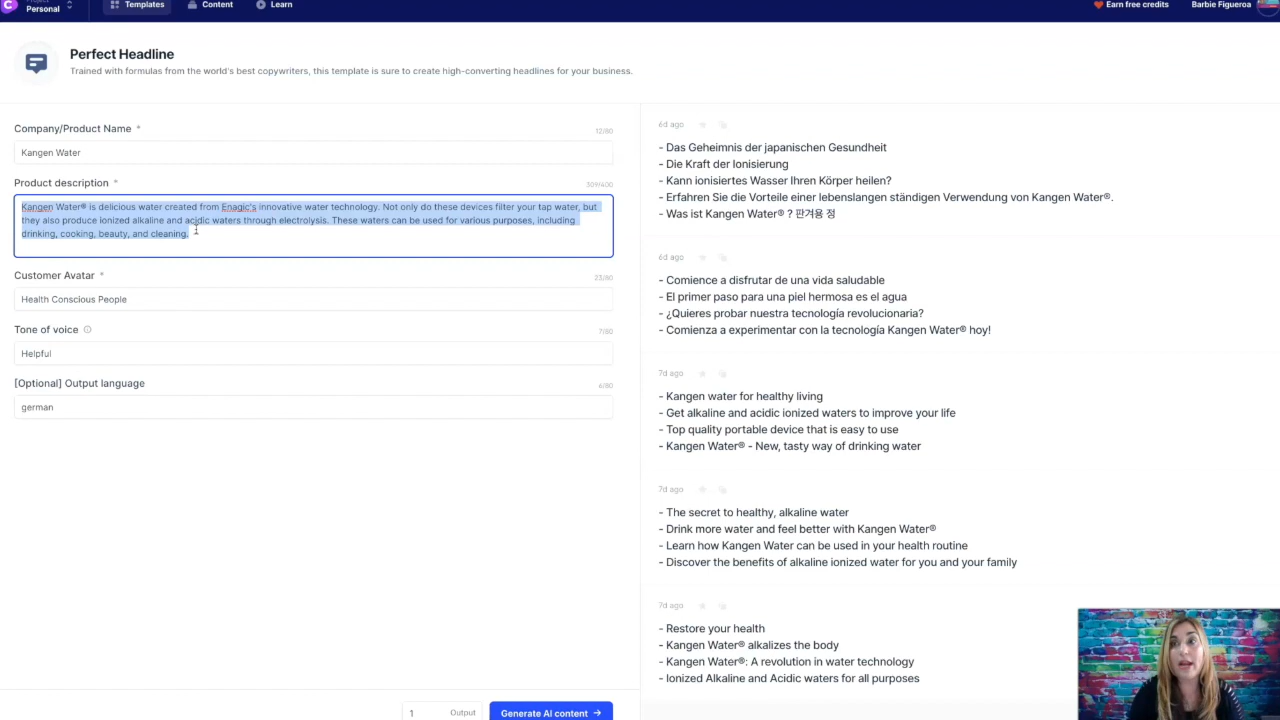 Project
Personal
Templates
Content
Learn
Earn free credits
Barbie Figueroa
Perfect Headline
Trained with formulas from the world's best copywriters, this template is sure to create high-converting headlines for your business.
Company/Product Name *
12/80
Kangen Water
Product description *
309/400
Kangen Water® is delicious water created from Enagic's innovative water technology. Not only do these devices filter your tap water, but
they also produce Ionized alkaline and acidic waters through electrolysis. These waters can be used for various purposes, including
drinking, cooking, beauty, and cleaning.
Customer Avatar *
23/80
Health Conscious People
Tone of voice
7/50
Helpful
[Optional] Output language
6/80
german
1
Output
Generate AI content →
6d ago
- Das Geheimnis der japanischen Gesundheit
- Die Kraft der Ionisierung
- Kann ionisiertes Wasser Ihren Körper heilen?
- Erfahren Sie die Vorteile einer lebenslangen ständigen Verwendung von Kangen Water®.
- Was ist Kangen Water® ? 판겨용 정
6d ago
- Comience a disfrutar de una vida saludable
- El primer paso para una piel hermosa es el agua
- ¿Quieres probar nuestra tecnología revolucionaria?
- Comienza a experimentar con la tecnología Kangen Water® hoy!
7d ago
- Kangen water for healthy living
- Get alkaline and acidic ionized waters to improve your life
- Top quality portable device that is easy to use
- Kangen Water® - New, tasty way of drinking water
7d ago
- The secret to healthy, alkaline water
- Drink more water and feel better with Kangen Water®
- Learn how Kangen Water can be used in your health routine
- Discover the benefits of alkaline ionized water for you and your family
7d ago
- Restore your health
- Kangen Water® alkalizes the body
- Kangen Water®: A revolution in water technology
- Ionized Alkaline and Acidic waters for all purposes